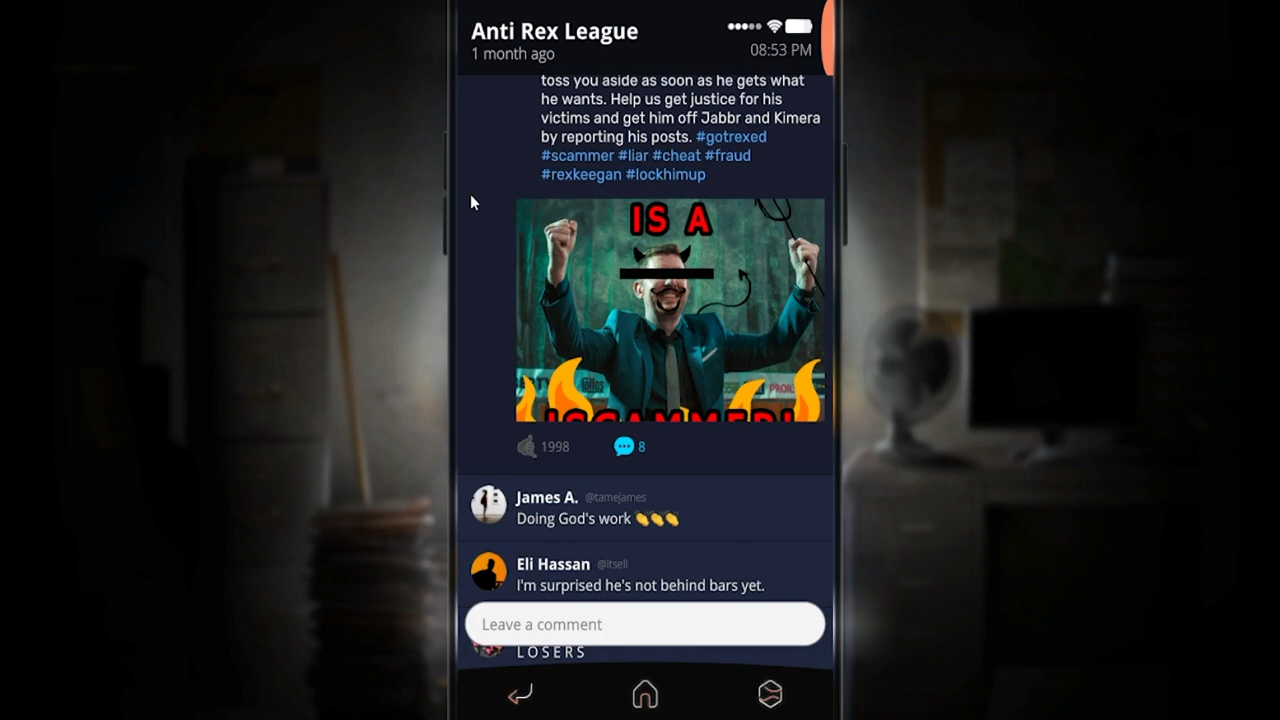 Anti Rex League
1 month ago
08:53 PM
toss you aside as soon as he gets what
he wants. Help us get justice for his
victims and get him off Jabbr and Kimera
by reporting his posts. #gotrexed
#scammer #liar #cheat #fraud
#rexkeegan #lockhimup
IS A
1998
8
James A. @tamejames
Doing God's work 👏👏👏
Eli Hassan @itseli
I'm surprised he's not behind bars yet.
Leave a comment
L O S E R S